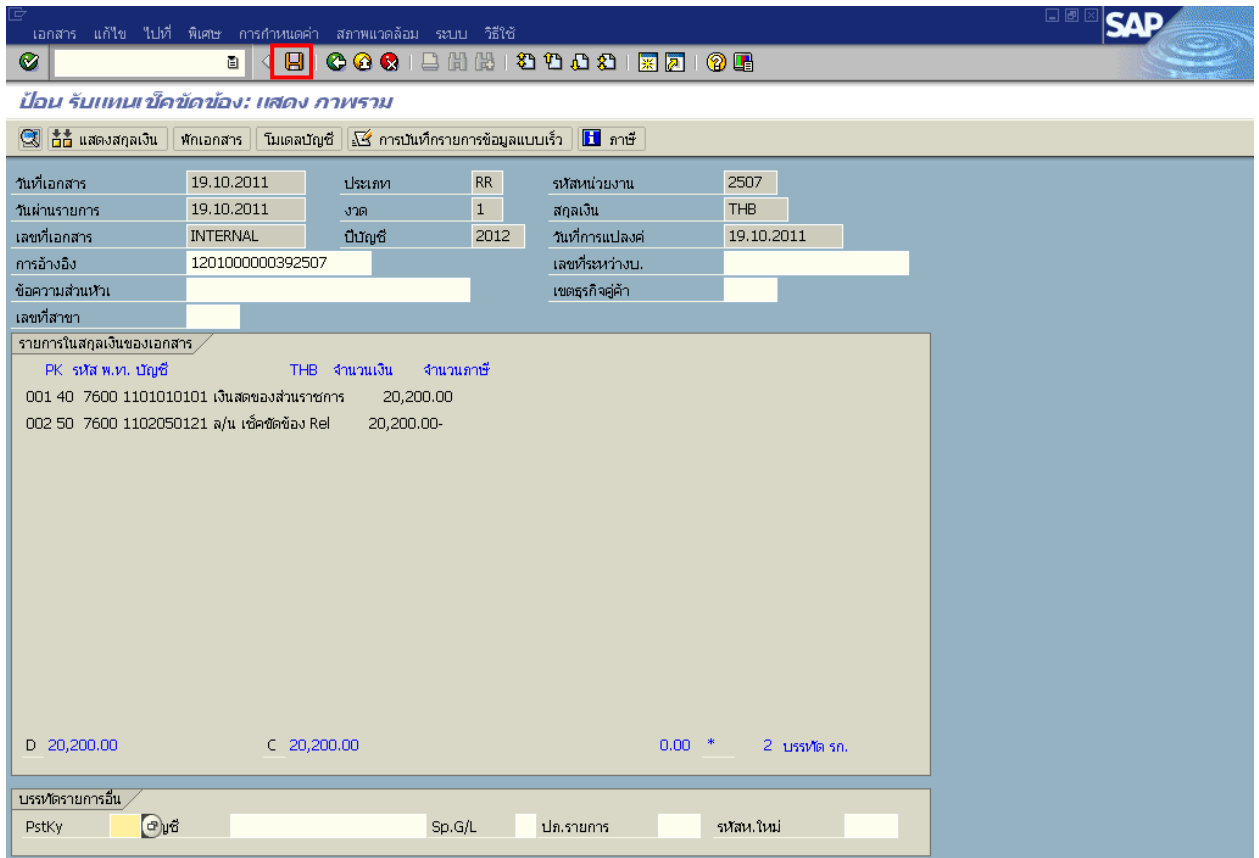 เอกสาร แก้ไข ไปที่ พิเศษ การกำหนดค่า สภาพแวดล้อม ระบบ วิธีใช้
SAP
ป้อน รับแทนเช็คขัดข้อง: แสดง ภาพรวม
แสดงสกุลเงิน พักเอกสาร โมเดลบัญชี การบันทึกรายการข้อมูลแบบเร็ว ภาษี
วันที่เอกสาร 19.10.2011 ประเภท RR รหัสหน่วยงาน 2507
วันผ่านรายการ 19.10.2011 งวด 1 สกุลเงิน THB
เลขที่เอกสาร INTERNAL ปีบัญชี 2012 วันที่การแปลงค่ 19.10.2011
การอ้างอิง 1201000000392507 เลขที่ระหว่างบ.
ข้อความส่วนหัวเ เขตธุรกิจคู่ค้า
เลขที่สาขา
รายการในสกุลเงินของเอกสาร
PK รหัส พ.ท. บัญชี THB จำนวนเงิน จำนวนภาษี
001 40 7600 1101010101 เงินสดของส่วนราชการ 20,200.00
002 50 7600 1102050121 ล/น เช็คขัดข้อง Rel 20,200.00-
D 20,200.00 C 20,200.00 0.00 * 2 บรรทัด รก.
บรรทัดรายการอื่น
PstKy ญชี Sp.G/L ปภ.รายการ รหัสห.ใหม่